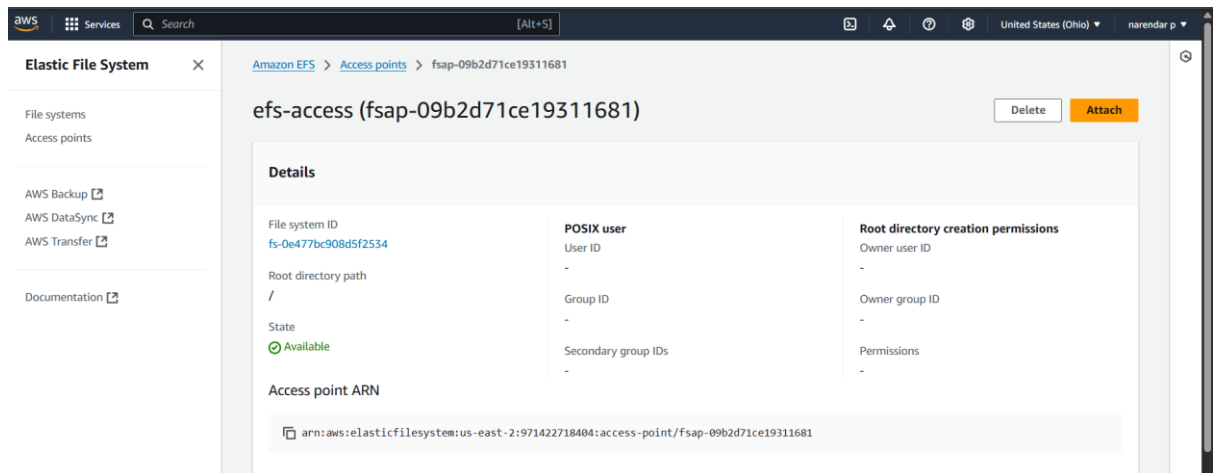 aws
Services
Search
[Alt+S]
United States (Ohio)
narendar p
Elastic File System
File systems
Access points
AWS Backup
AWS DataSync
AWS Transfer
Documentation
Amazon EFS > Access points > fsap-09b2d71ce19311681
efs-access (fsap-09b2d71ce19311681)
Delete
Attach
Details
File system ID
fs-0e477bc908d5f2534
Root directory path
/
State
Available
POSIX user
User ID
-
Group ID
-
Secondary group IDs
-
Root directory creation permissions
Owner user ID
-
Owner group ID
-
Permissions
-
Access point ARN
arn:aws:elasticfilesystem:us-east-2:971422718404:access-point/fsap-09b2d71ce19311681